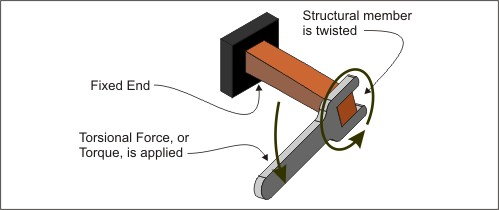 Structural member
is twisted
Fixed End
Torsional Force, or
Torque, is applied